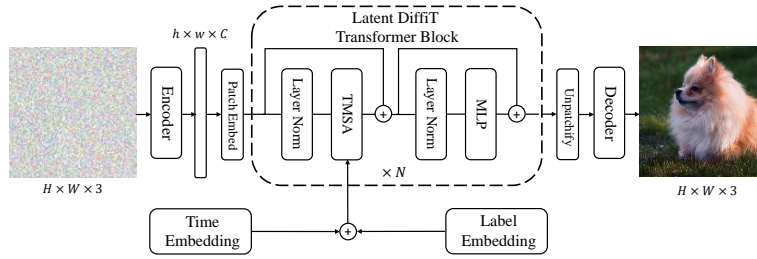 Latent DiffiT
Transformer Block
h × w × C
Encoder
Patch Embed
Layer Norm
TMSA
+
Layer Norm
MLP
+
Unpatchify
Decoder
H × W × 3
× N
H × W × 3
Time
Embedding
+
Label
Embedding